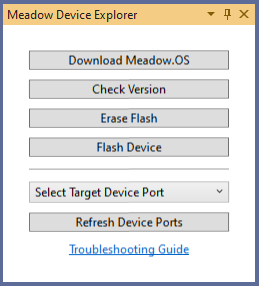 Meadow Device Explorer
Download Meadow.OS
Check Version
Erase Flash
Flash Device
Select Target Device Port
Refresh Device Ports
Troubleshooting Guide